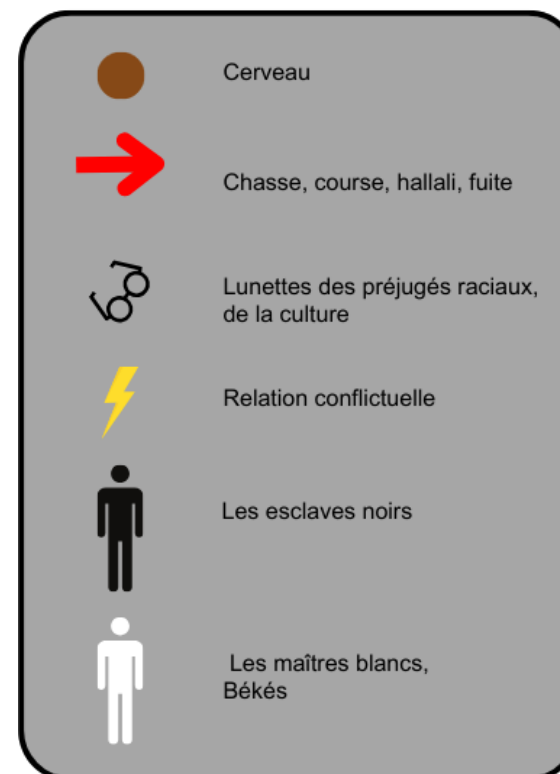 Cerveau
Chasse, course, hallali, fuite
Lunettes des préjugés raciaux,
de la culture
Relation conflictuelle
Les esclaves noirs
Les maîtres blancs,
Békés